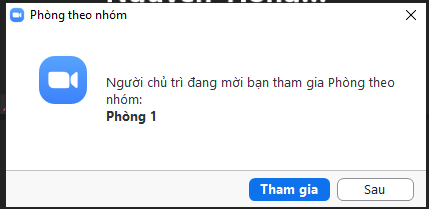 Phòng theo nhóm
Người chủ trì đang mời bạn tham gia Phòng theo
nhóm:
Phòng 1
Tham gia
Sau